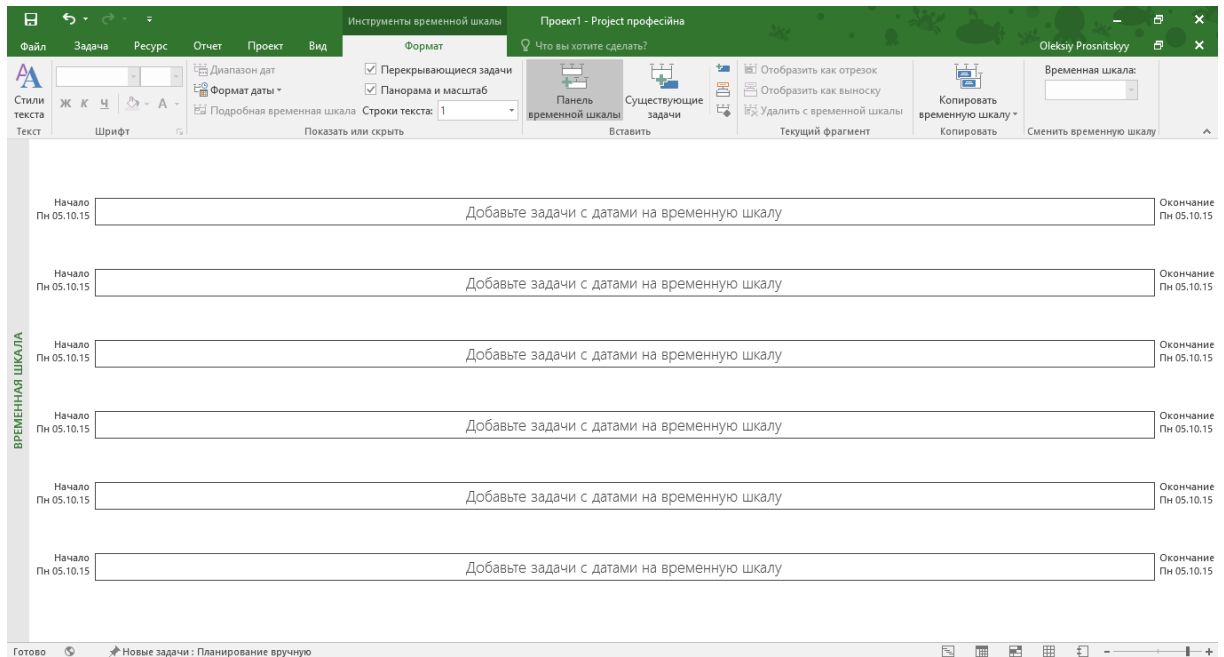 Инструменты временной шкалы
Проект1 - Project професійна
Файл Задача Ресурс Отчет Проект Вид Формат Что вы хотите сделать? Oleksiy Prosnitskyy
Стили текста
Текст
Ж К Ч А
Шрифт
Диапазон дат
Формат даты
Подробная временная шкала
Перекрывающиеся задачи
Панорама и масштаб
Строки текста: 1
Показать или скрыть
Панель временной шкалы
Существующие задачи
Вставить
Отобразить как отрезок
Отобразить как выноску
Удалить с временной шкалы
Текущий фрагмент
Копировать временную шкалу
Копировать
Временная шкала:
Сменить временную шкалу
ВРЕМЕННАЯ ШКАЛА
Начало
Пн 05.10.15
Добавьте задачи с датами на временную шкалу
Окончание
Пн 05.10.15
Начало
Пн 05.10.15
Добавьте задачи с датами на временную шкалу
Окончание
Пн 05.10.15
Начало
Пн 05.10.15
Добавьте задачи с датами на временную шкалу
Окончание
Пн 05.10.15
Начало
Пн 05.10.15
Добавьте задачи с датами на временную шкалу
Окончание
Пн 05.10.15
Начало
Пн 05.10.15
Добавьте задачи с датами на временную шкалу
Окончание
Пн 05.10.15
Начало
Пн 05.10.15
Добавьте задачи с датами на временную шкалу
Окончание
Пн 05.10.15
Готово Новые задачи : Планирование вручную